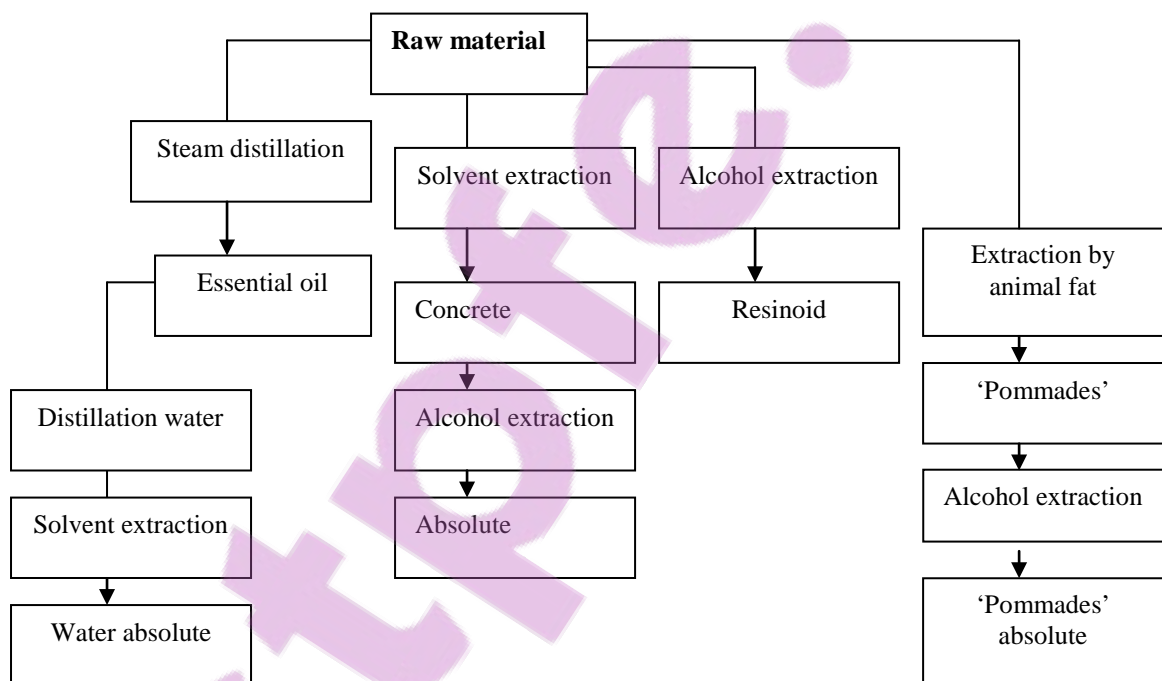 Raw material
Steam distillation
Solvent extraction
Alcohol extraction
Essential oil
Extraction by
animal fat
Concrete
Resinoid
'Pommades'
Distillation water
Alcohol extraction
Alcohol extraction
Solvent extraction
Absolute
Water absolute
'Pommades'
absolute
tpfe.